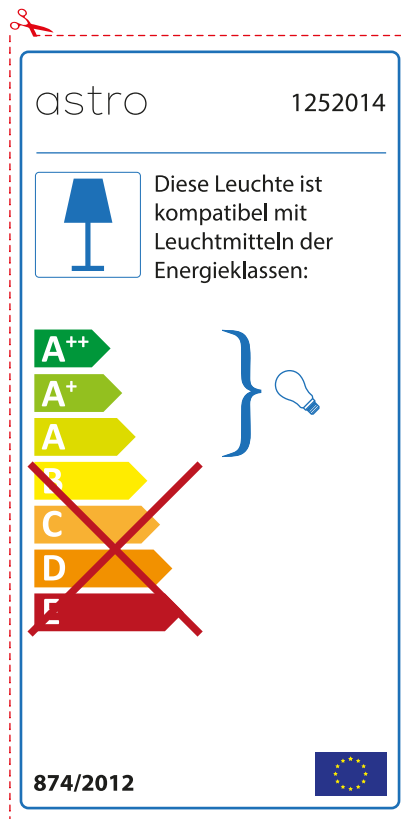 astro
1252014
Diese Leuchte ist
kompatibel mit
Leuchtmitteln der
Energieklassen:
A++
A+
A
B
C
D
E
874/2012